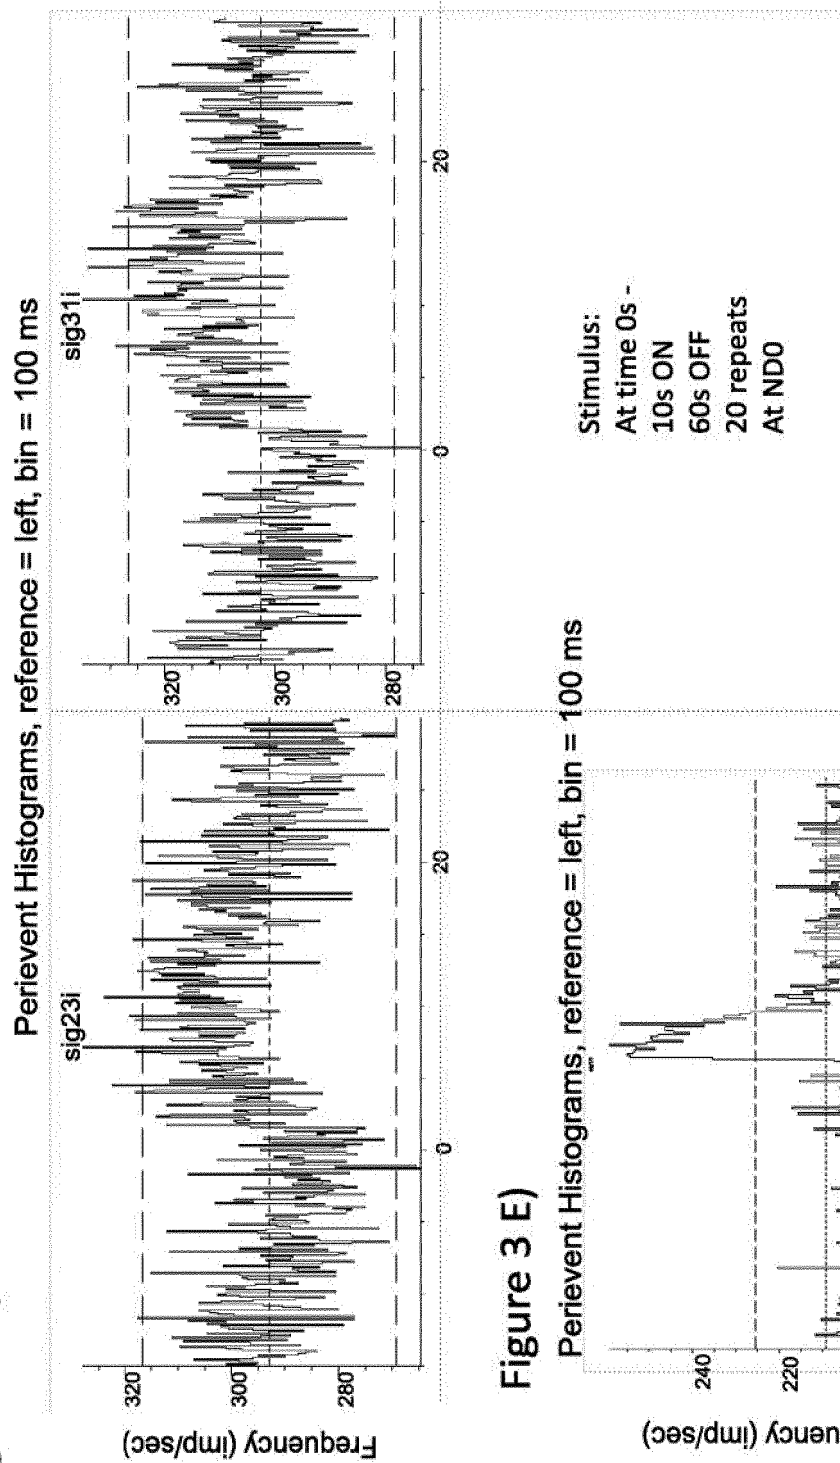 Perievent Histograms, reference = left, bin = 100 ms
sig23i
sig31i
Frequency (imp/sec)
320
300
280
0
20
320
300
280
0
20
Figure 3 E)
Perievent Histograms, reference = left, bin = 100 ms
240
220
(imp/sec)
Stimulus:
At time 0s -
10s ON
60s OFF
20 repeats
At ND0